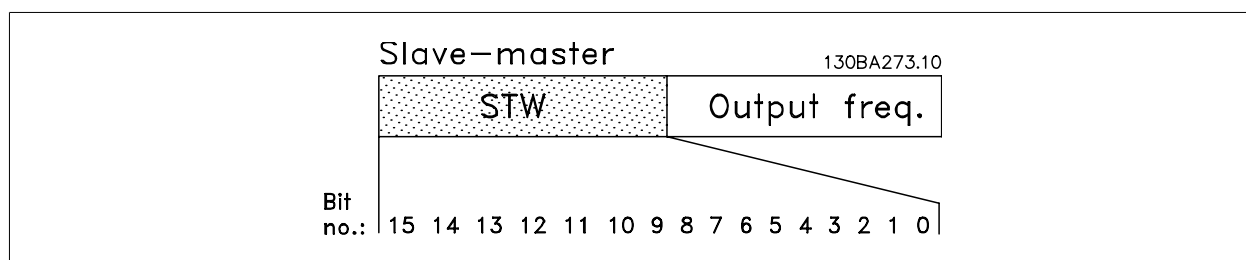 Slave-master
130BA273.10
STW
Output freq.
Bit
no.: 15 14 13 12 11 10 9 8 7 6 5 4 3 2 1 0